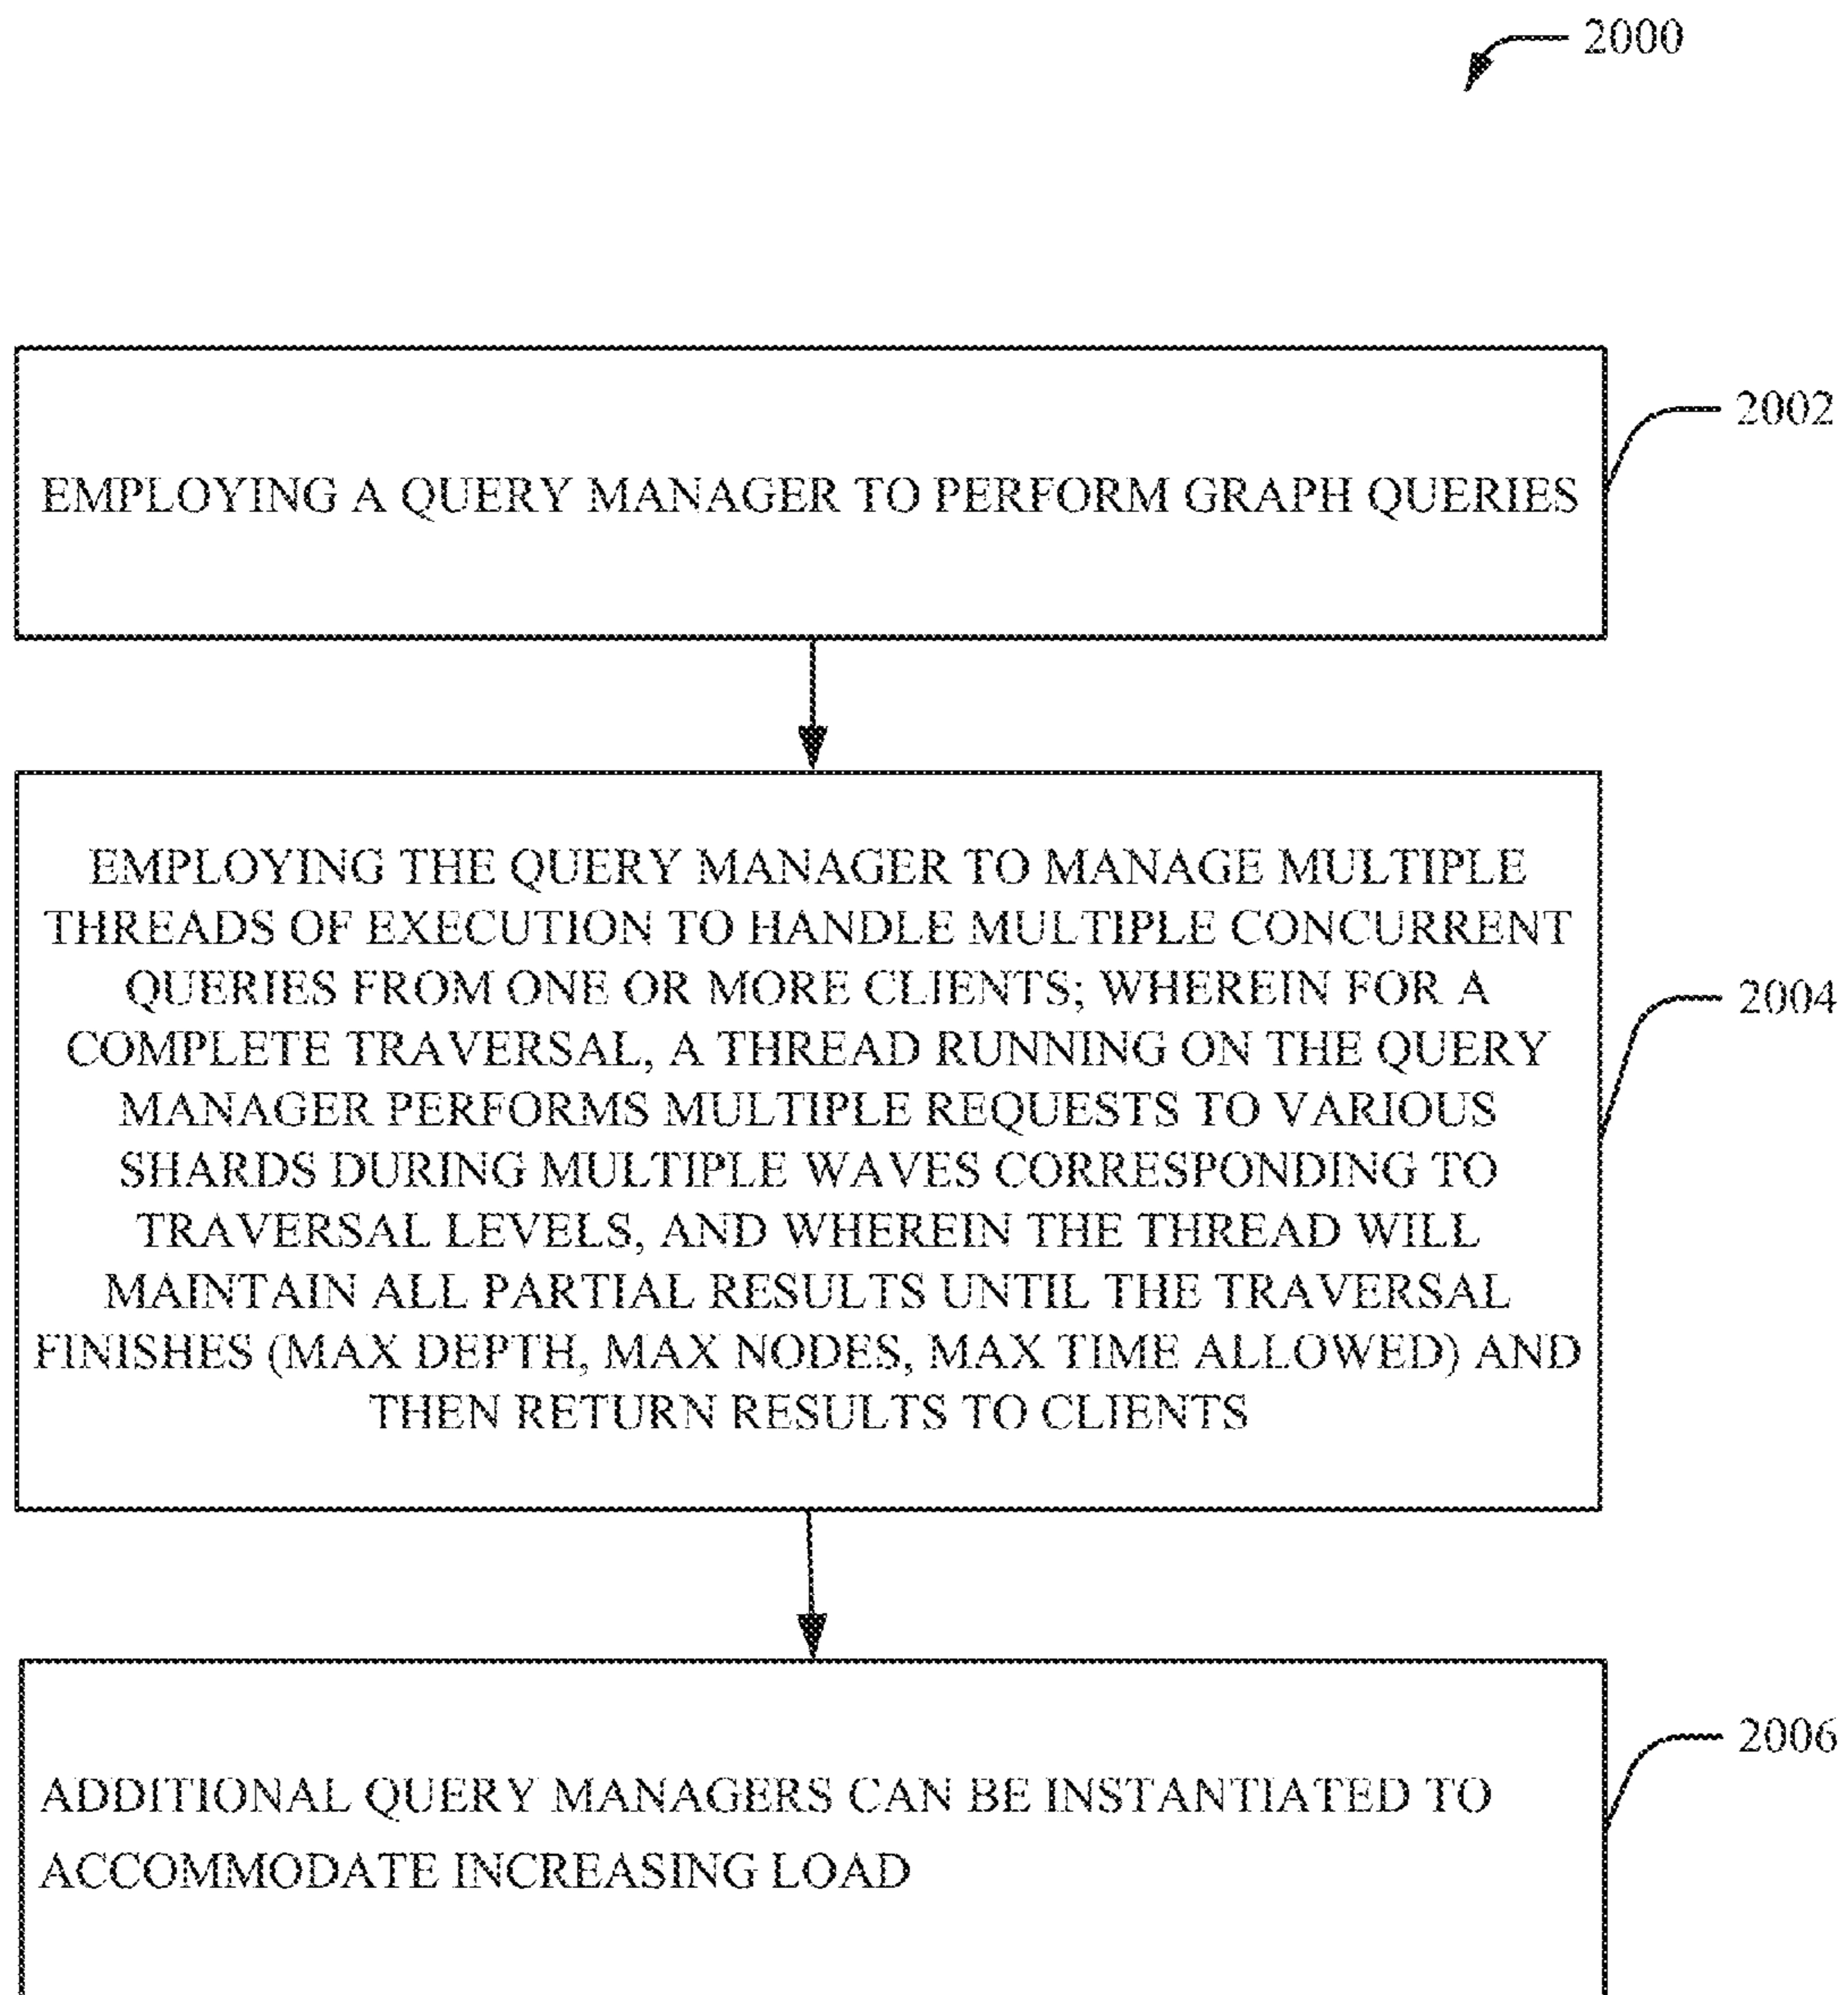 2000
EMPLOYING A QUERY MANAGER TO PERFORM GRAPH QUERIES
2002
EMPLOYING THE QUERY MANAGER TO MANAGE MULTIPLE
THREADS OF EXECUTION TO HANDLE MULTIPLE CONCURRENT
QUERIES FROM ONE OR MORE CLIENTS; WHEREIN FOR A
COMPLETE TRAVERSAL, A THREAD RUNNING ON THE QUERY
MANAGER PERFORMS MULTIPLE REQUESTS TO VARIOUS
SHARDS DURING MULTIPLE WAVES CORRESPONDING TO
TRAVERSAL LEVELS, AND WHEREIN THE THREAD WILL
MAINTAIN ALL PARTIAL RESULTS UNTIL THE TRAVERSAL
FINISHES (MAX DEPTH, MAX NODES, MAX TIME ALLOWED) AND
THEN RETURN RESULTS TO CLIENTS
2004
ADDITIONAL QUERY MANAGERS CAN BE INSTANTIATED TO
ACCOMMODATE INCREASING LOAD
2006